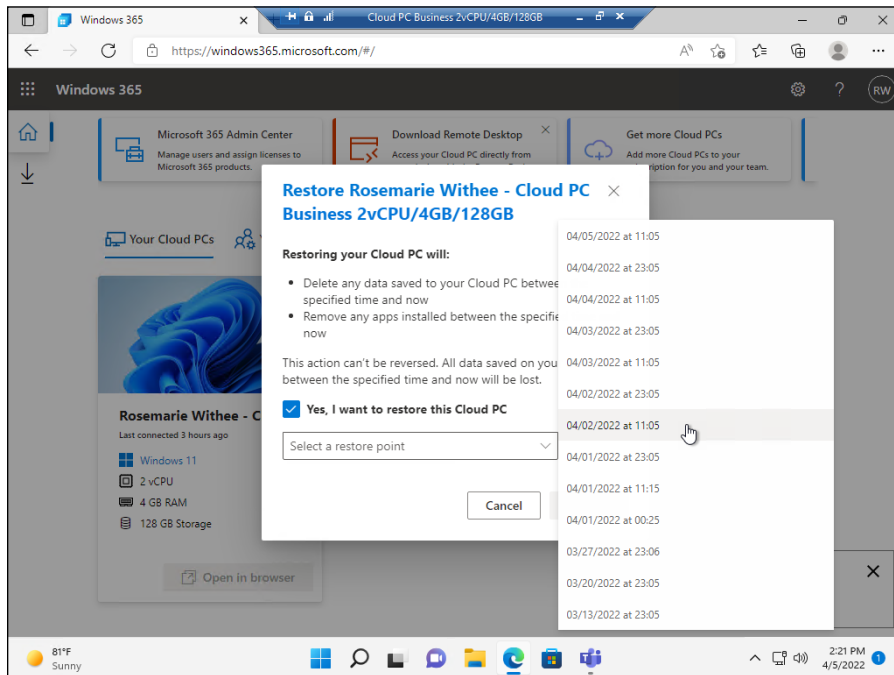 Windows 365
Cloud PC Business 2vCPU/4GB/128GB
https://windows365.microsoft.com/#/
Windows 365
RW
Microsoft 365 Admin Center
Manage users and assign licenses to
Microsoft 365 products.
Download Remote Desktop
Access your Cloud PC directly from
Get more Cloud PCs
Add more Cloud PCs to your
for you and your team.
Your Cloud PCs
Restore Rosemarie Withee - Cloud PC
Business 2vCPU/4GB/128GB
Restoring your Cloud PC will:
Delete any data saved to your Cloud PC betwee
specified time and now
Remove any apps installed between the specifie
now
This action can't be reversed. All data saved on you
between the specified time and now will be lost.
Yes, I want to restore this Cloud PC
Select a restore point
Cancel
04/05/2022 at 11:05
04/04/2022 at 23:05
04/04/2022 at 11:05
04/03/2022 at 23:05
04/03/2022 at 11:05
04/02/2022 at 23:05
04/02/2022 at 11:05
04/01/2022 at 23:05
04/01/2022 at 11:15
04/01/2022 at 00:25
03/27/2022 at 23:06
03/20/2022 at 23:05
03/13/2022 at 23:05
Rosemarie Withee - C
Last connected 3 hours ago
Windows 11
2 vCPU
4 GB RAM
128 GB Storage
Open in browser
81°F
Sunny
2:21 PM
4/5/2022
1